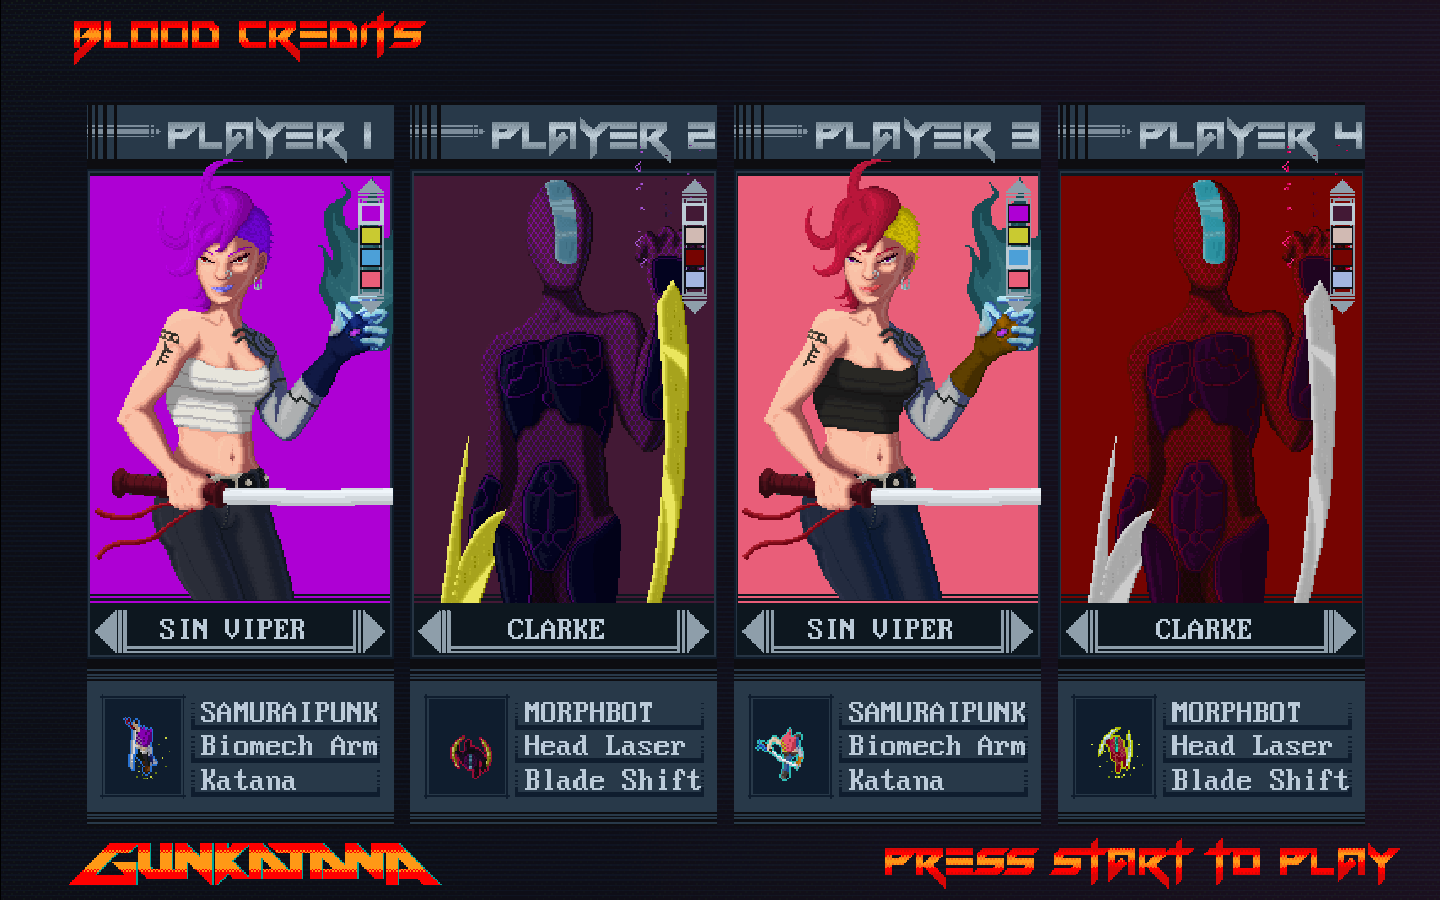 BLOOD CREDITS
PLAYER 1
PLAYER 2
PLAYER 3
PLAYER 4
SIN VIPER
CLARKE
SIN VIPER
CLARKE
SAMURAIPUNK
Biomech Arm
Katana
MORPHBOT
Head Laser
Blade Shift
SAMURAIPUNK
Biomech Arm
Katana
MORPHBOT
Head Laser
Blade Shift
GUNKATANA
PRESS START TO PLAY